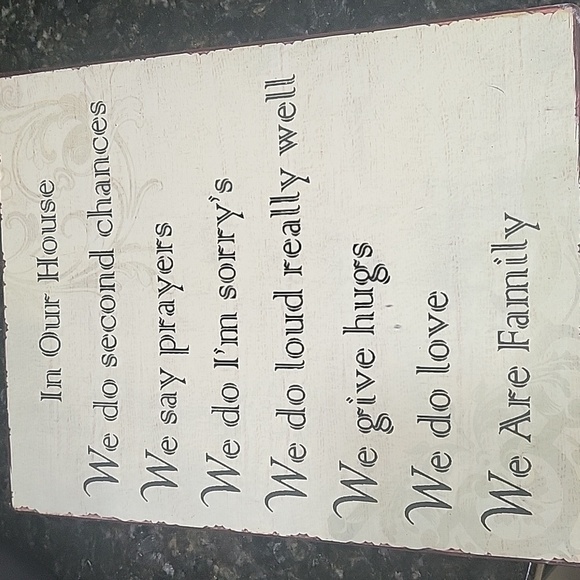 In Our House
We do second chances
We say prayers
We do I'm sorry's
We do loud really well
We give hugs
We do love
We Are Family